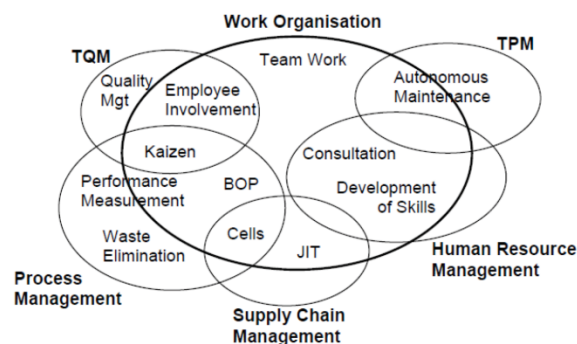 Work Organisation
TQM
Team Work
TPM
Quality
Mgt
Employee
Involvement
Autonomous
Maintenance
Kaizen
Consultation
Performance
Measurement
BOP
Development
of Skills
Waste
Elimination
Cells
JIT
Human Resource
Management
Process
Management
Supply Chain
Management